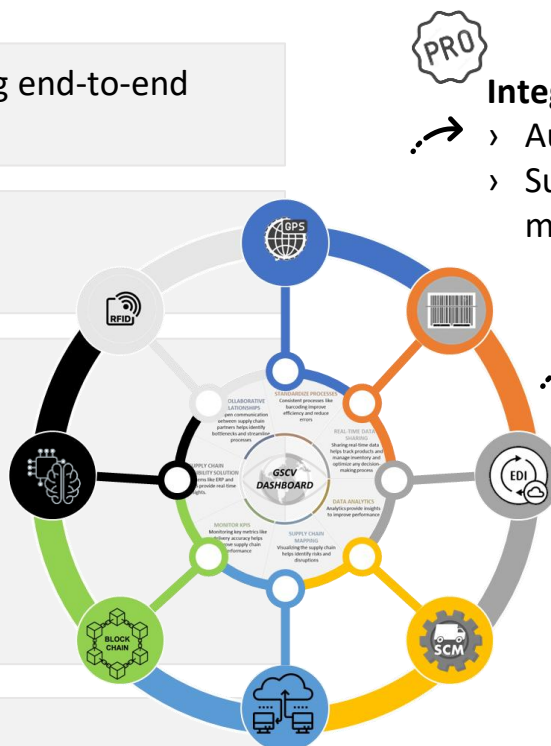 g end-to-end
PRO
Integ
› Au
› Su
m
GPS
RFID
EDI
SCM
BLOCK
CHAIN
STANDARDIZE PROCESSES
Consistent processes like
barcoding improve
efficiency and reduce
errors
REAL-TIME DATA
SHARING
Sharing real-time data
helps track products and
manage inventory and
optimize any decision
making process
DATA ANALYTICS
Analytics provide insights
to improve performance
SUPPLY CHAIN
MAPPING
Visualizing the supply chain
helps identify risks and
disruptions
MONITOR KPIS
Monitoring key metrics like
delivery accuracy helps
ove supply chain
erformance
UPPLY CHAIN
IBILITY SOLUTION
ems like ERP and
provide real time
ghts.
OLLABORATIVE
LATIONSHIPS
pen communication
between supply chain
partners helps identify
bottlenecks and streamline
processes
GSCV
DASHBOARD